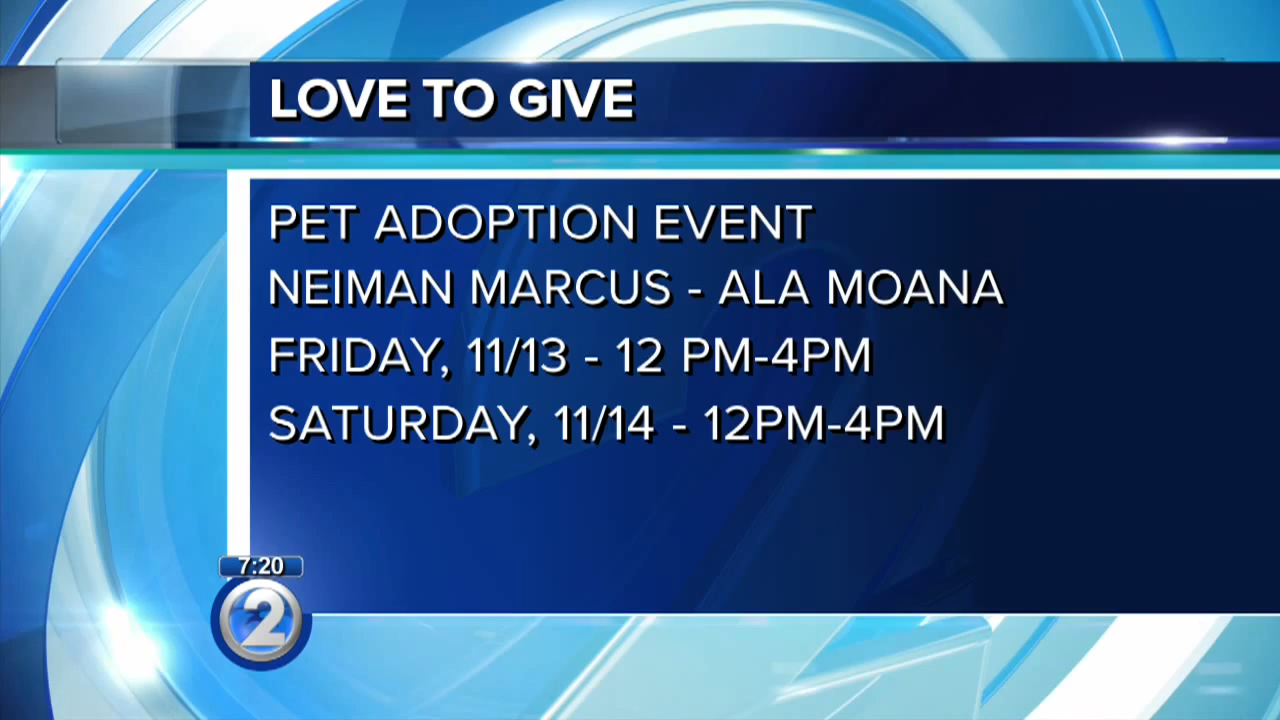 LOVE TO GIVE
PET ADOPTION EVENT
NEIMAN MARCUS - ALA MOANA
FRIDAY, 11/13 - 12 PM-4PM
SATURDAY, 11/14 - 12PM-4PM
7:20
2